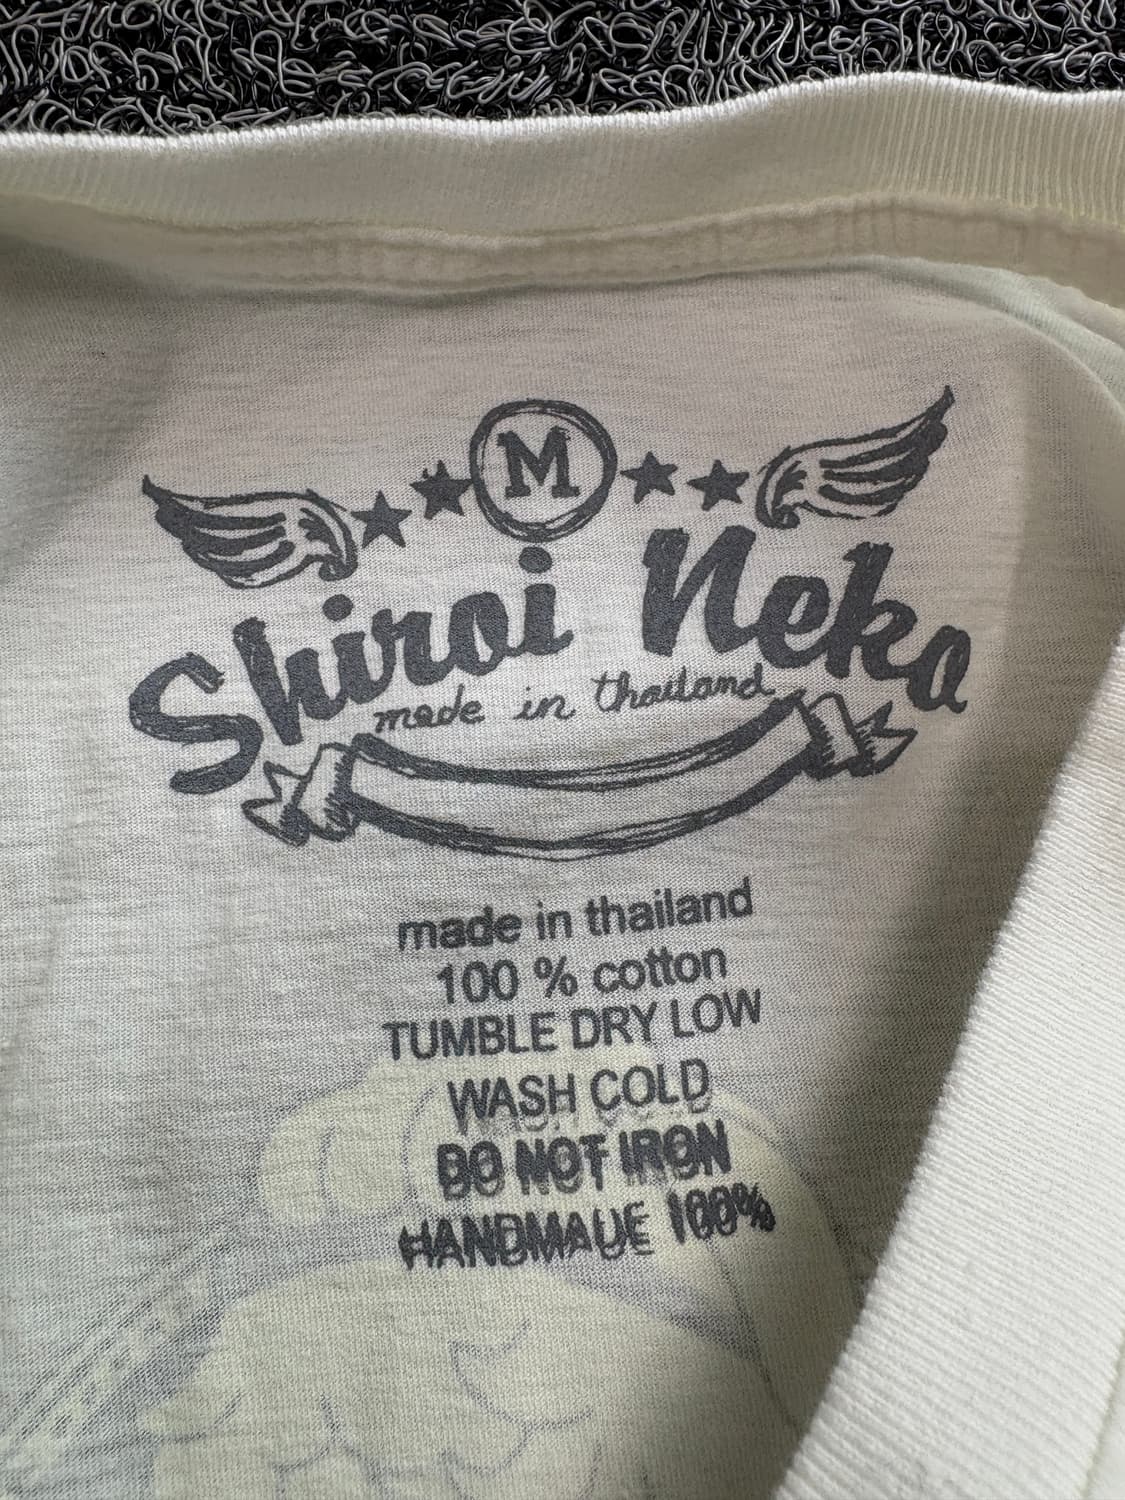 M
Shiroi Neko
made in thailand
made in thailand
100 % cotton
TUMBLE DRY LOW
WASH COLD
DO NOT IRON
HANDMADE 100%